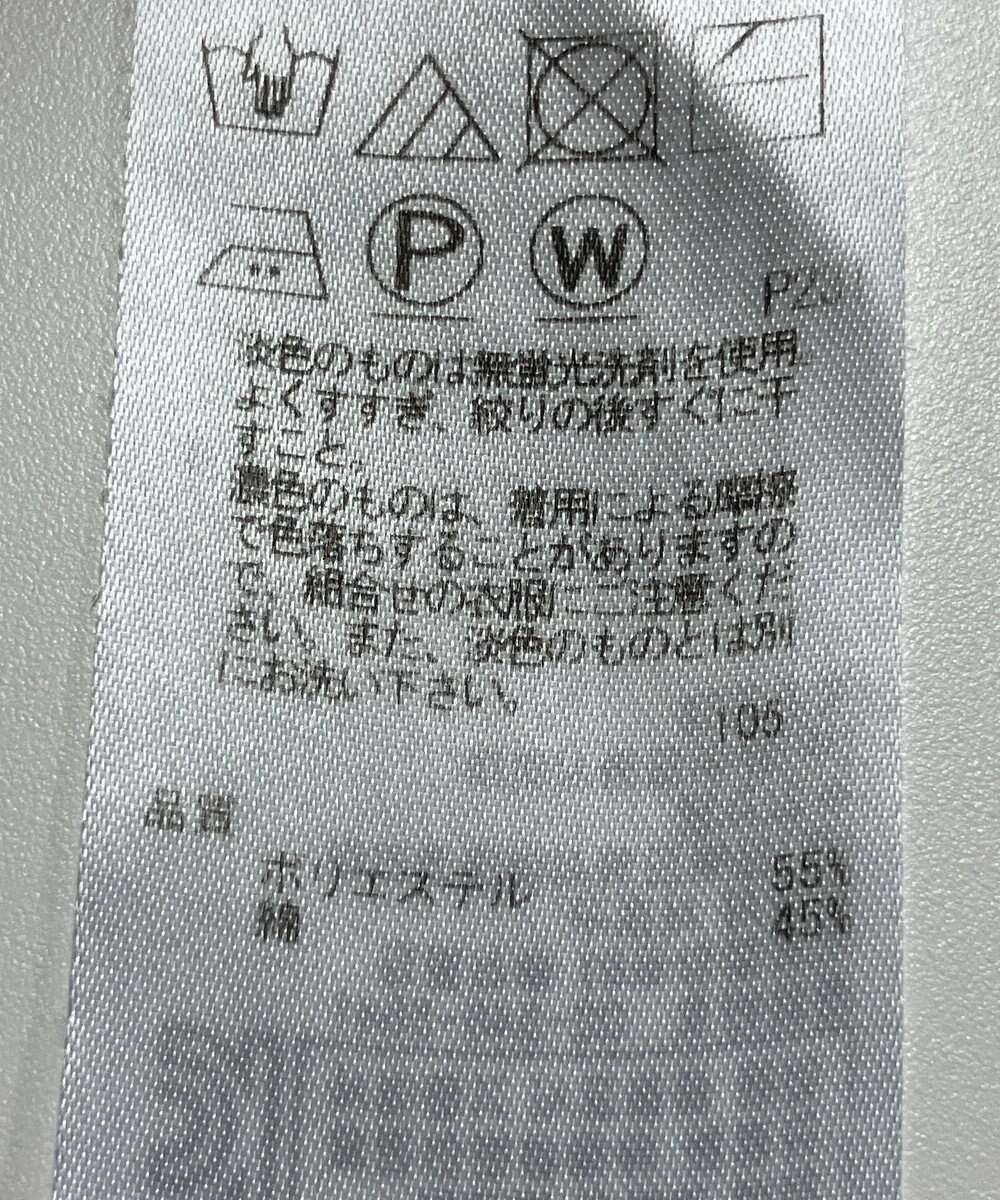 P
W
P20
淡色のものは無蛍光洗剤を使用
よくすすぎ、絞りの後すぐに干
すこと。
濃色のものは、着用による摩擦
で色落ちすることがありますの
で、組合せの衣服にご注意くだ
さい、また、淡色のものとは別
にお洗い下さい。
106
品質
ポリエステル 55%
綿 45%